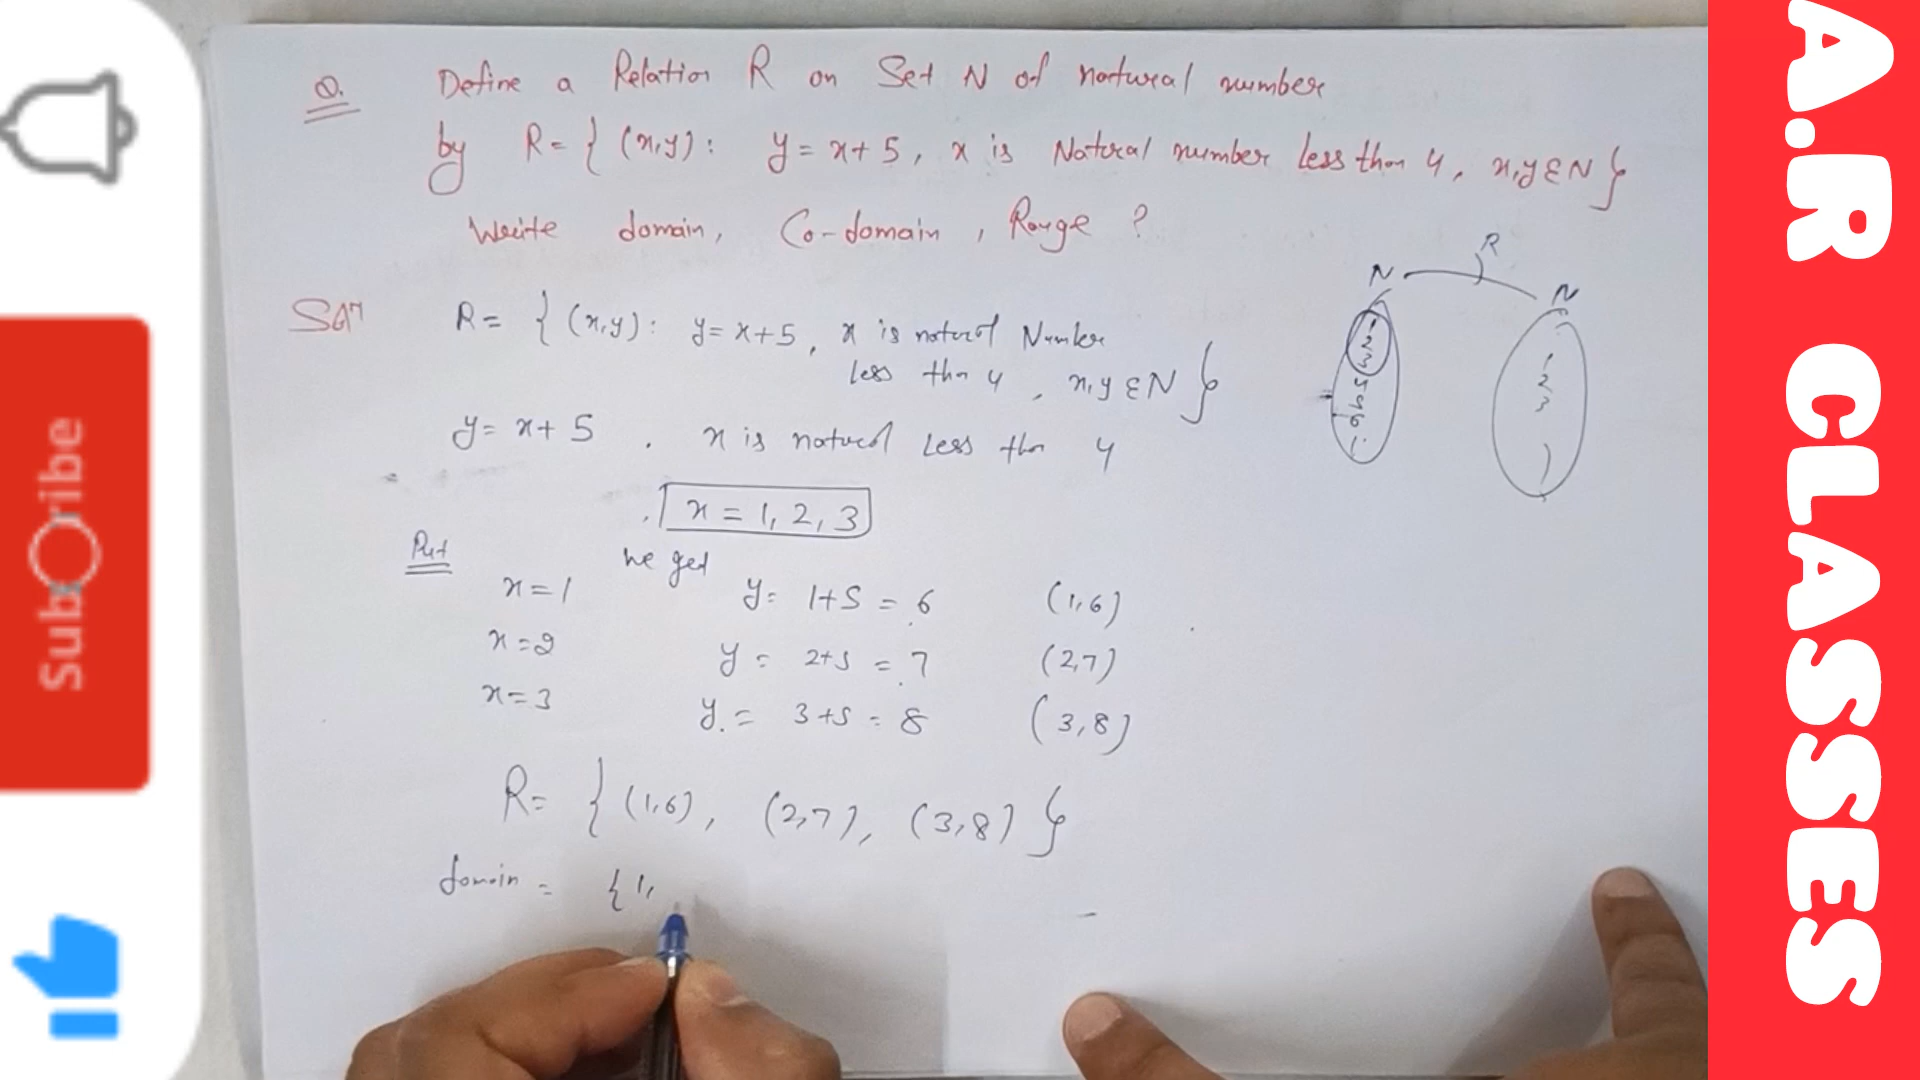 Q. Define a Relation R on Set N of natural number
by R = { (x,y) : y = x + 5, x is Natural number less than 4, x,y ∈ N }
Write domain, Co-domain, Range ?
Sol^n R = { (x,y) : y = x+5, x is natural Number
less than 4, x,y ∈ N }
y = x + 5 . x is natural less than 4
x = 1, 2, 3
Put we get
x = 1 y = 1+5 = 6 (1,6)
x = 2 y = 2+5 = 7 (2,7)
x = 3 y = 3+5 = 8 (3,8)
R = { (1,6), (2,7), (3,8) }
domain = { 1,
R
N N
1 2 3
1 2 3
Subscribe
A.R CLASSES